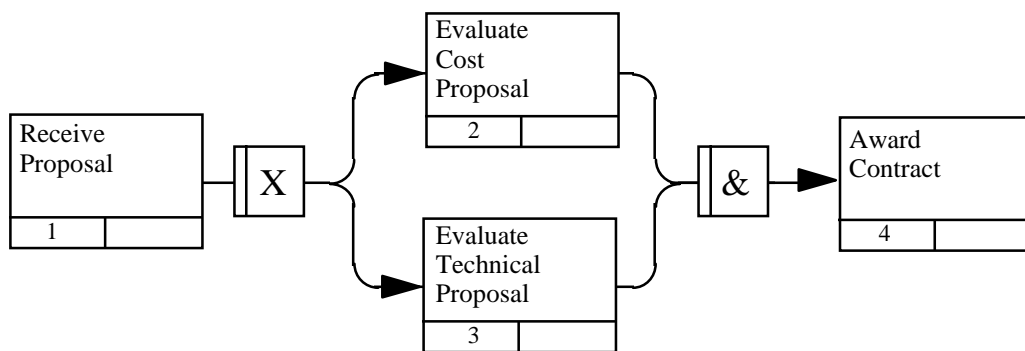 Receive
Proposal
1
X
Evaluate
Cost
Proposal
2
Evaluate
Technical
Proposal
3
&
Award
Contract
4